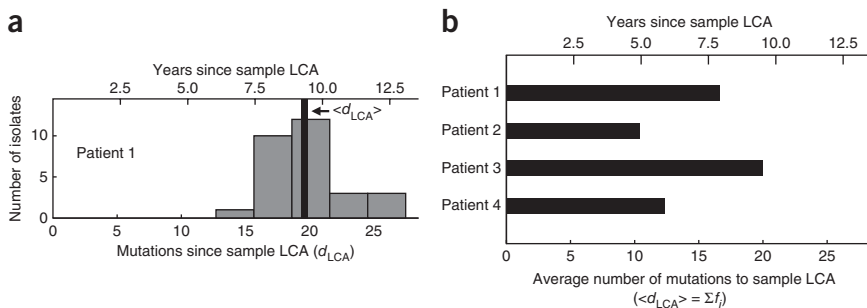 a
Years since sample LCA
2.5 5.0 7.5 10.0 12.5
<dLCA>
Patient 1
Number of isolates
10
5
0
0 5 10 15 20 25
Mutations since sample LCA (dLCA)
b
Years since sample LCA
2.5 5.0 7.5 10.0 12.5
Patient 1
Patient 2
Patient 3
Patient 4
0 5 10 15 20 25
Average number of mutations to sample LCA
(<dLCA> = Σfi)